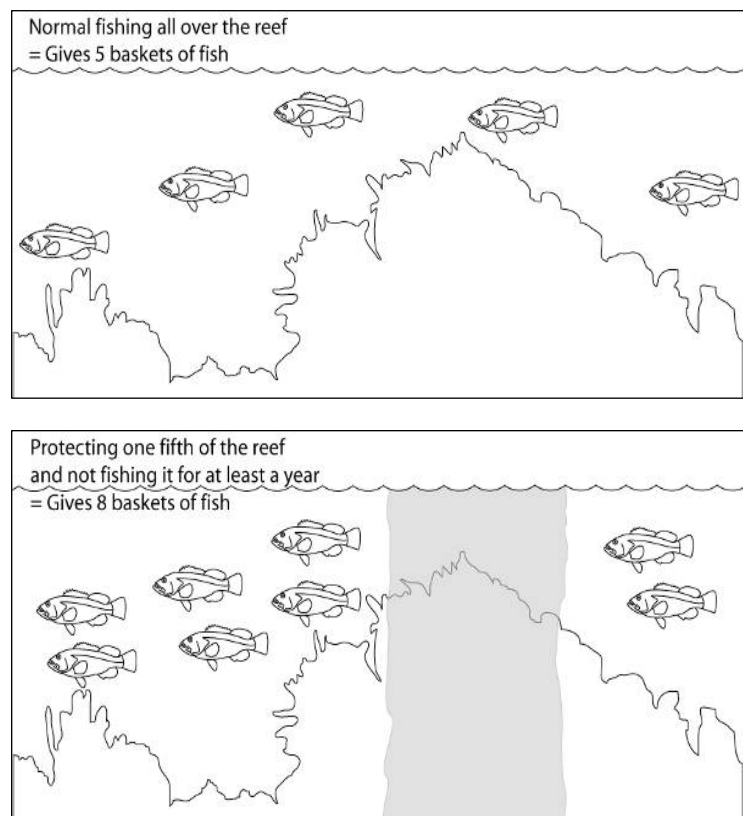 Normal fishing all over the reef
= Gives 5 baskets of fish
Protecting one fifth of the reef
and not fishing it for at least a year
= Gives 8 baskets of fish